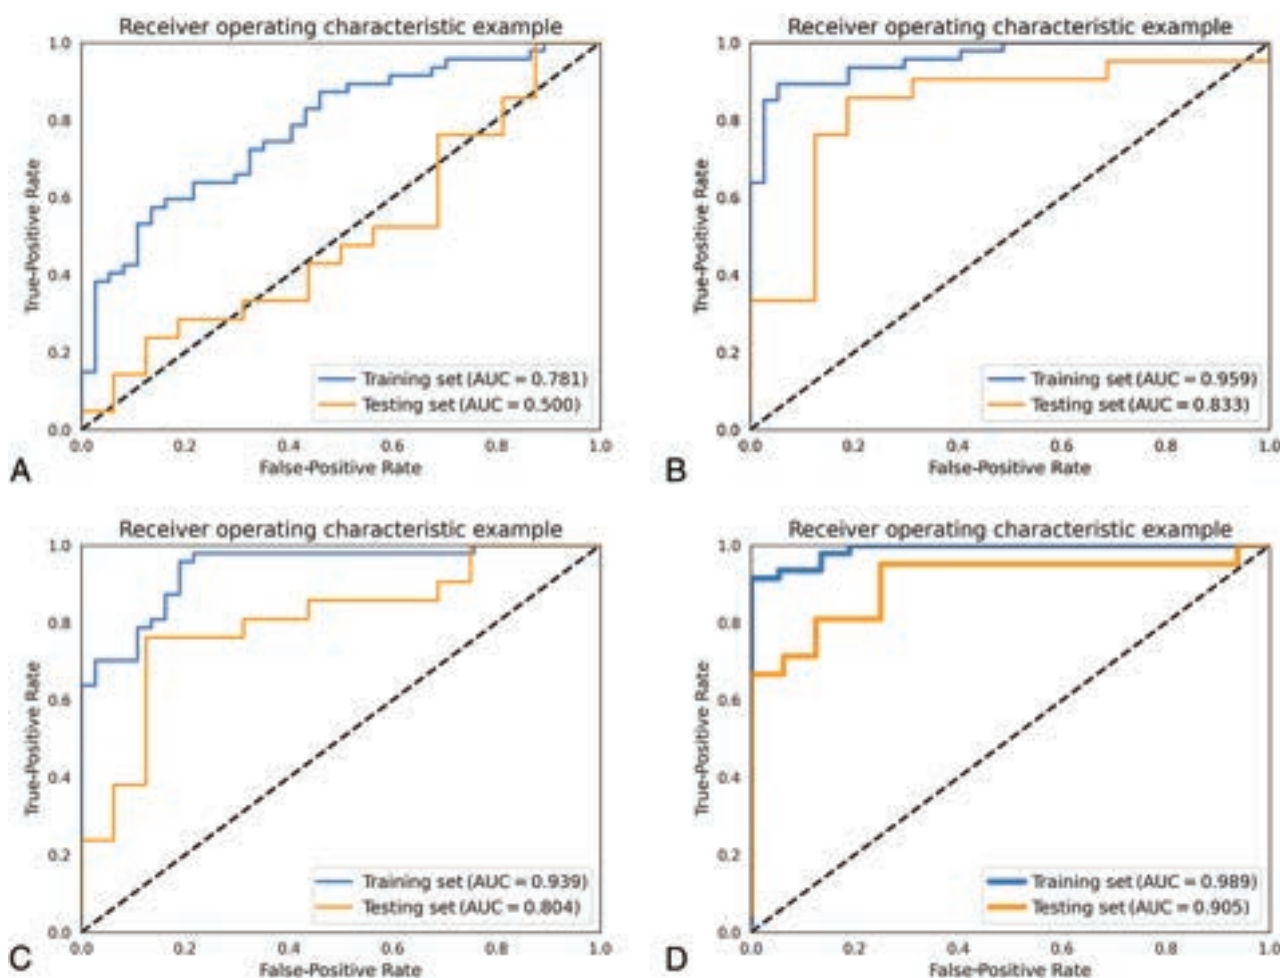 Receiver operating characteristic example
1.0
0.8
0.6
0.4
0.2
0.0
True-Positive Rate
Training set (AUC = 0.781)
Testing set (AUC = 0.500)
0.0 0.2 0.4 0.6 0.8 1.0
False-Positive Rate
A
Receiver operating characteristic example
1.0
0.8
0.6
0.4
0.2
0.0
True-Positive Rate
Training set (AUC = 0.959)
Testing set (AUC = 0.833)
0.0 0.2 0.4 0.6 0.8 1.0
False-Positive Rate
B
Receiver operating characteristic example
1.0
0.8
0.6
0.4
0.2
0.0
True-Positive Rate
Training set (AUC = 0.939)
Testing set (AUC = 0.804)
0.0 0.2 0.4 0.6 0.8 1.0
False-Positive Rate
C
Receiver operating characteristic example
1.0
0.8
0.6
0.4
0.2
0.0
True-Positive Rate
Training set (AUC = 0.989)
Testing set (AUC = 0.905)
0.0 0.2 0.4 0.6 0.8 1.0
False-Positive Rate
D